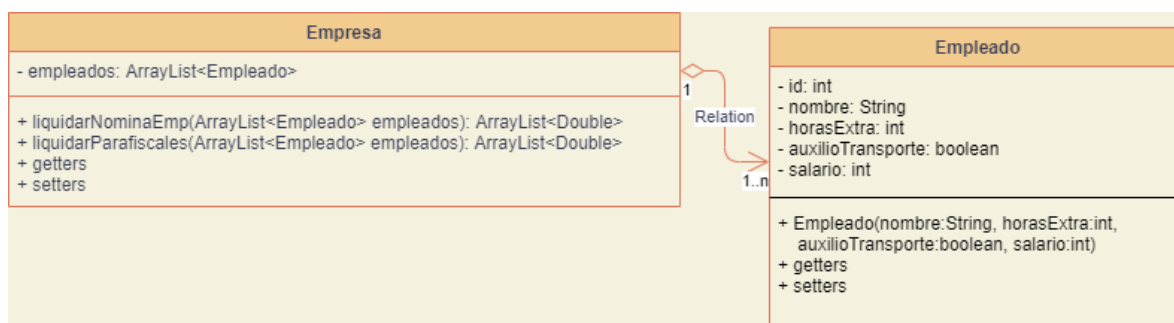 Empresa
- empleados: ArrayList<Empleado>
+ liquidarNominaEmp(ArrayList<Empleado> empleados): ArrayList<Double>
+ liquidarParafiscales(ArrayList<Empleado> empleados): ArrayList<Double>
+ getters
+ setters
1
Relation
1..n
Empleado
- id: int
- nombre: String
- horasExtra: int
- auxilioTransporte: boolean
- salario: int
+ Empleado(nombre:String, horasExtra:int,
auxilioTransporte:boolean, salario:int)
+ getters
+ setters